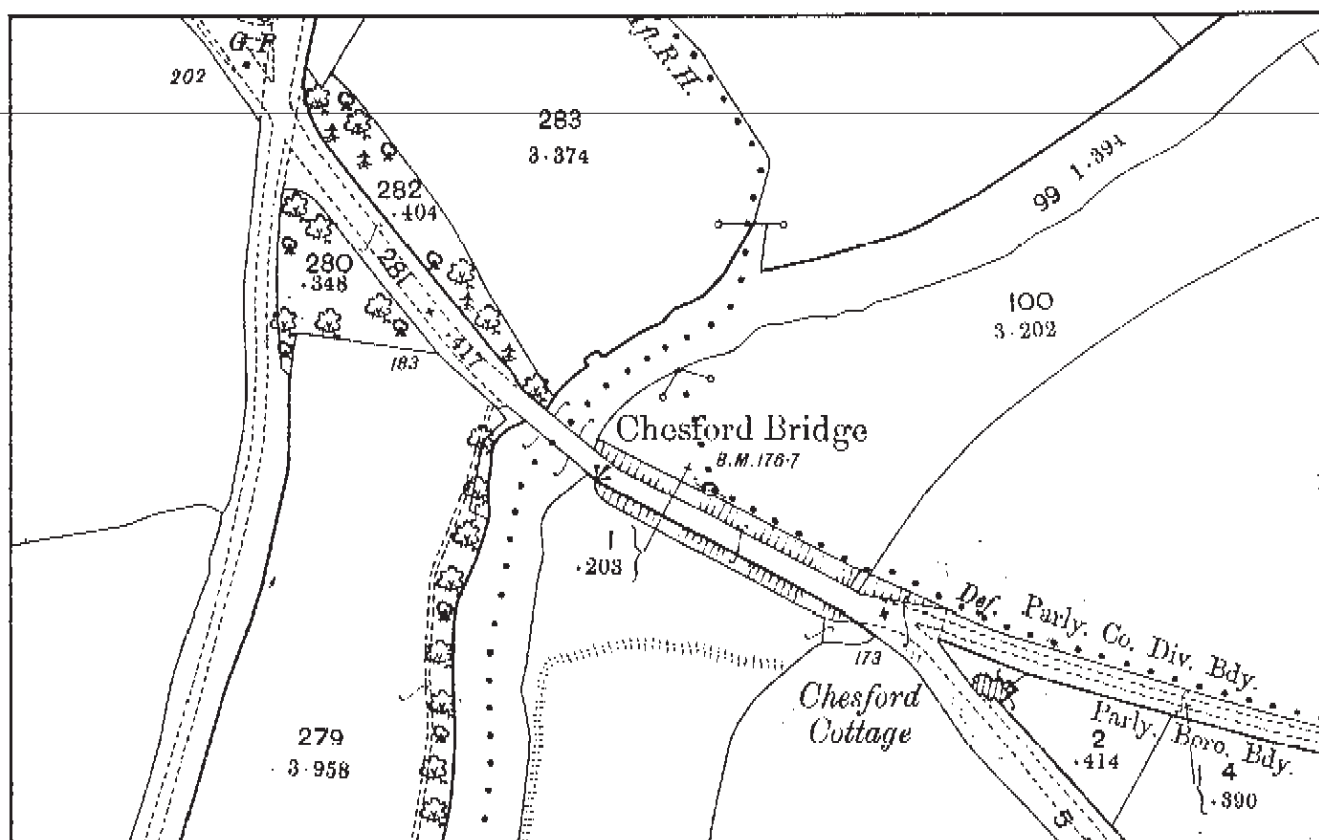 G.P.
202
4ft.R.H.
283
3·374
282
·404
99 1·394
280
·348
281
·417
100
3·202
183
Chesford Bridge
B.M.176·7
1
·203
Def. Parly. Co. Div. Bdy.
173
Chesford
Cottage
Parly. Boro. Bdy.
279
3·958
2
·414
4
·390
5